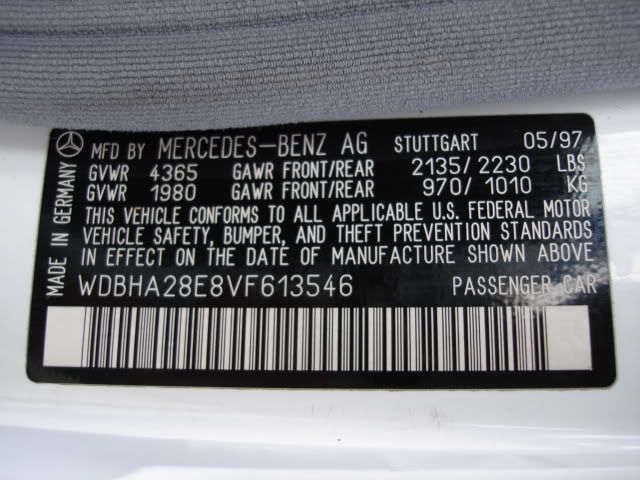 MADE IN GERMANY
MFD BY MERCEDES-BENZ AG STUTTGART 05/97
GVWR 4365 GAWR FRONT/REAR 2135/2230 LBS
GVWR 1980 GAWR FRONT/REAR 970/1010 KG
THIS VEHICLE CONFORMS TO ALL APPLICABLE U.S. FEDERAL MOTOR
VEHICLE SAFETY, BUMPER, AND THEFT PREVENTION STANDARDS
IN EFFECT ON THE DATE OF MANUFACTURE SHOWN ABOVE
WDBHA28E8VF613546 PASSENGER CAR